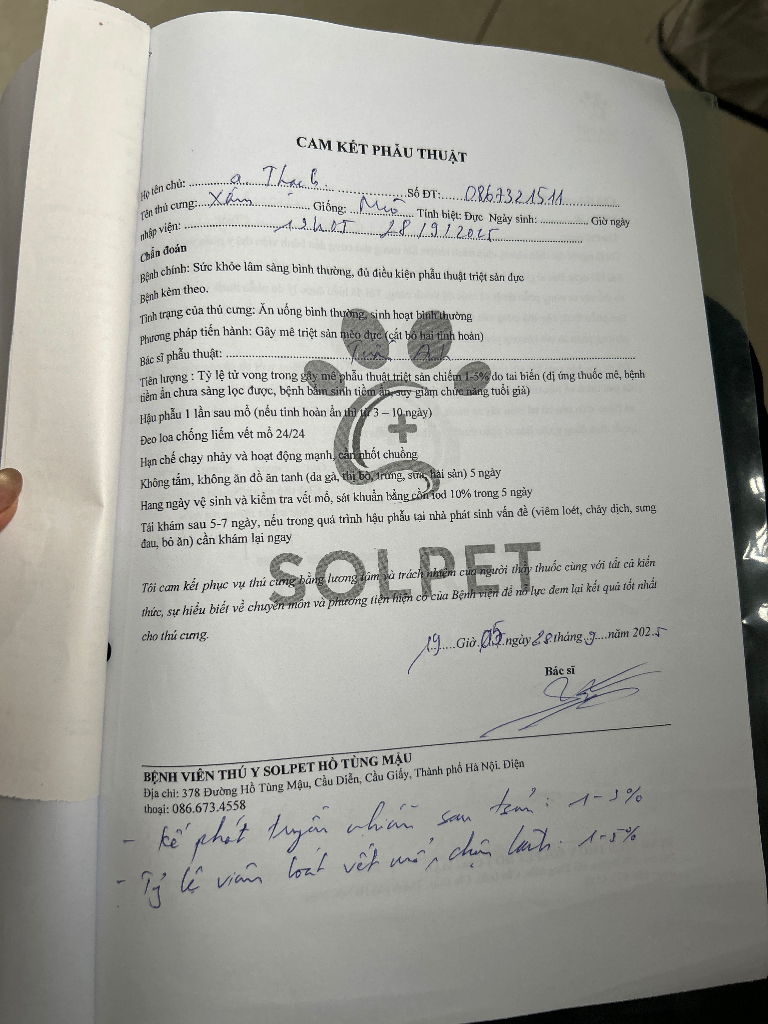 CAM KẾT PHẪU THUẬT
Họ tên chủ: a. Thạch Số ĐT: 0867321511
Tên thú cưng: Xám Giống: Mèo Tính biệt: Đực Ngày sinh: Giờ ngày
nhập viện: 19h05 28/9/2025
Chẩn đoán
Bệnh chính: Sức khỏe lâm sàng bình thường, đủ điều kiện phẫu thuật triệt sản đực
Bệnh kèm theo.
Tình trạng của thú cưng: Ăn uống bình thường, sinh hoạt bình thường
Phương pháp tiến hành: Gây mê triệt sản mèo đực (cắt bỏ hai tinh hoàn)
Bác sĩ phẫu thuật:
Tiên lượng : Tỷ lệ tử vong trong gây mê phẫu thuật triệt sản chiếm 1-5% do tai biến (dị ứng thuốc mê, bệnh
tiềm ẩn chưa sàng lọc được, bệnh bẩm sinh tiềm ẩn, suy giảm chức năng tuổi già)
Hậu phẫu 1 lần sau mổ (nếu tinh hoàn ẩn thì từ 3 – 10 ngày)
Đeo loa chống liếm vết mổ 24/24
Hạn chế chạy nhảy và hoạt động mạnh, cần nhốt chuồng
Không tắm, không ăn đồ ăn tanh (da gà, thịt bò, trứng, sữa, hải sản) 5 ngày
Hang ngày vệ sinh và kiểm tra vết mổ, sát khuẩn bằng cồn Iod 10% trong 5 ngày
Tái khám sau 5-7 ngày, nếu trong quá trình hậu phẫu tại nhà phát sinh vấn đề (viêm loét, chảy dịch, sưng
đau, bỏ ăn) cần khám lại ngay
SOLPET
Tôi cam kết phục vụ thú cưng bằng lương tâm và trách nhiệm của người thầy thuốc cùng với tất cả kiến
thức, sự hiểu biết về chuyên môn và phương tiện hiện có của Bệnh viện để nỗ lực đem lại kết quả tốt nhất
cho thú cưng.
19 Giờ 05 ngày 28 tháng 9 năm 2025
Bác sĩ
BỆNH VIỆN THÚ Y SOLPET HỒ TÙNG MẬU
Địa chỉ: 378 Đường Hồ Tùng Mậu, Cầu Diễn, Cầu Giấy, Thành phố Hà Nội. Điện
thoại: 086.673.4558
- kế phát truyền nhiễm sau : 1-3%
- Tỷ lệ viêm loét vết mổ, chậm lành: 1-5%